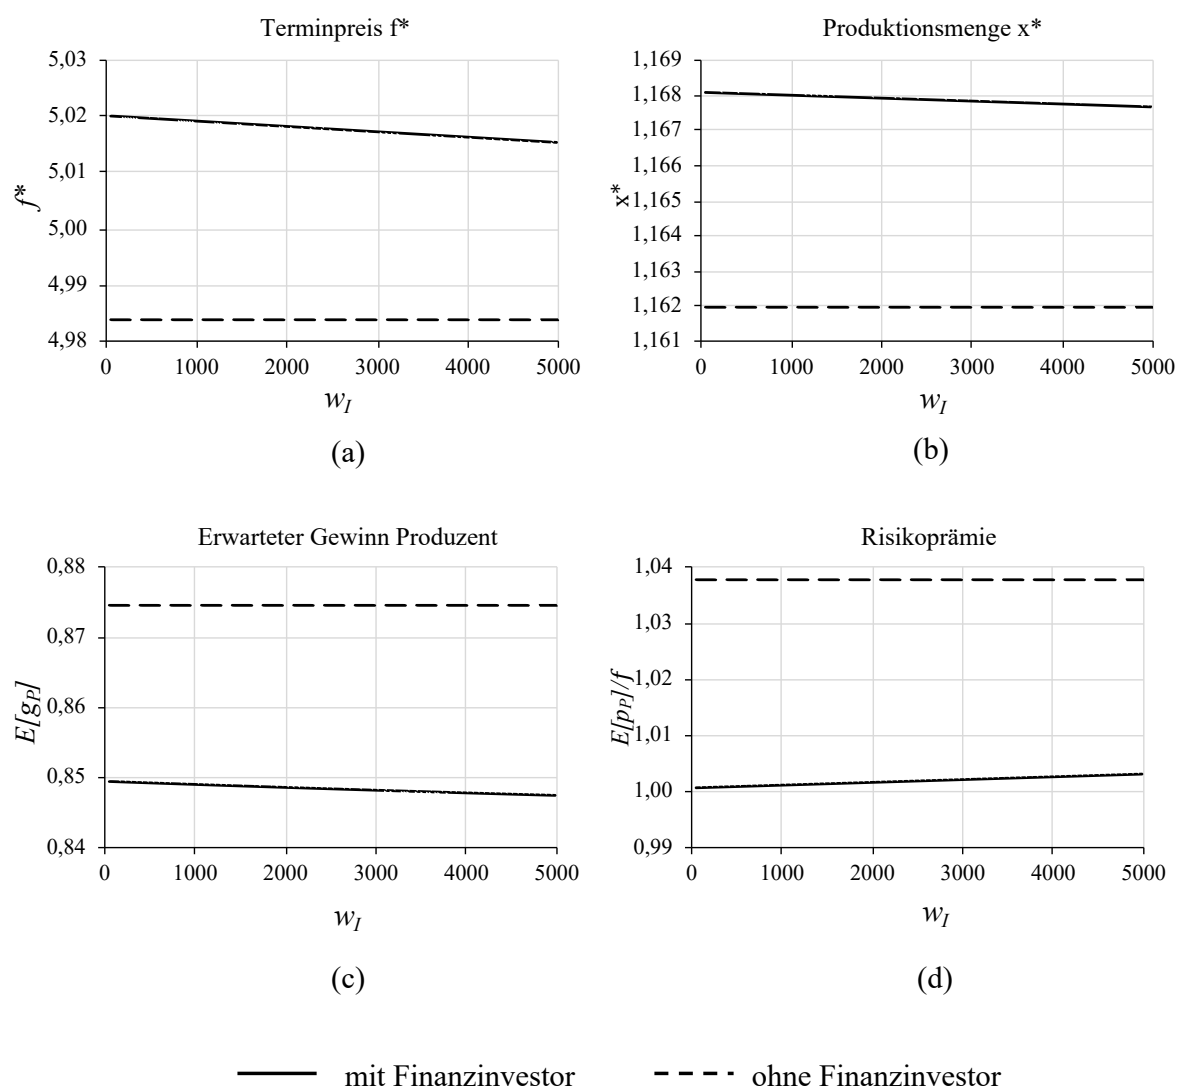 Terminpreis f*
5,03
5,02
5,01
5,00
4,99
4,98
f*
0 1000 2000 3000 4000 5000
w_I
(a)
Produktionsmenge x*
1,169
1,168
1,167
1,166
1,165
1,164
1,163
1,162
1,161
x*
0 1000 2000 3000 4000 5000
w_I
(b)
Erwarteter Gewinn Produzent
0,88
0,87
0,86
0,85
0,84
E[g_P]
0 1000 2000 3000 4000 5000
w_I
(c)
Risikoprämie
1,04
1,03
1,02
1,01
1,00
0,99
E[p_P]/f
0 1000 2000 3000 4000 5000
w_I
(d)
mit Finanzinvestor ohne Finanzinvestor